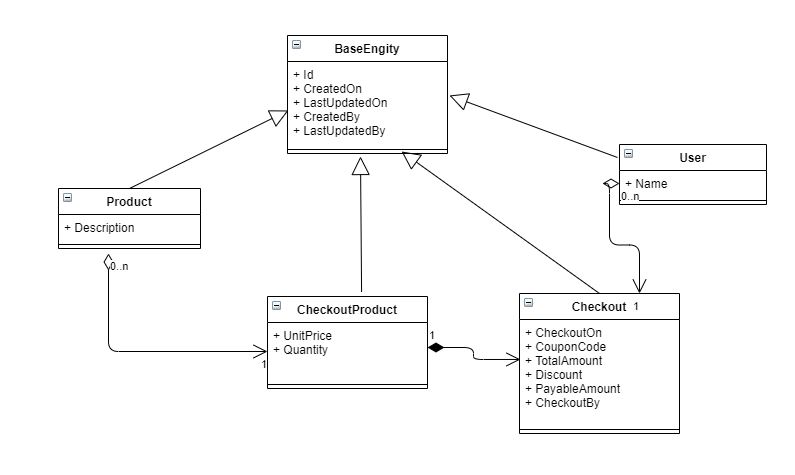 BaseEngity
+ Id
+ CreatedOn
+ LastUpdatedOn
+ CreatedBy
+ LastUpdatedBy
User
+ Name
0..n
Product
+ Description
0..n
CheckoutProduct
+ UnitPrice
+ Quantity
1
1
Checkout 1
+ CheckoutOn
+ CouponCode
+ TotalAmount
+ Discount
+ PayableAmount
+ CheckoutBy